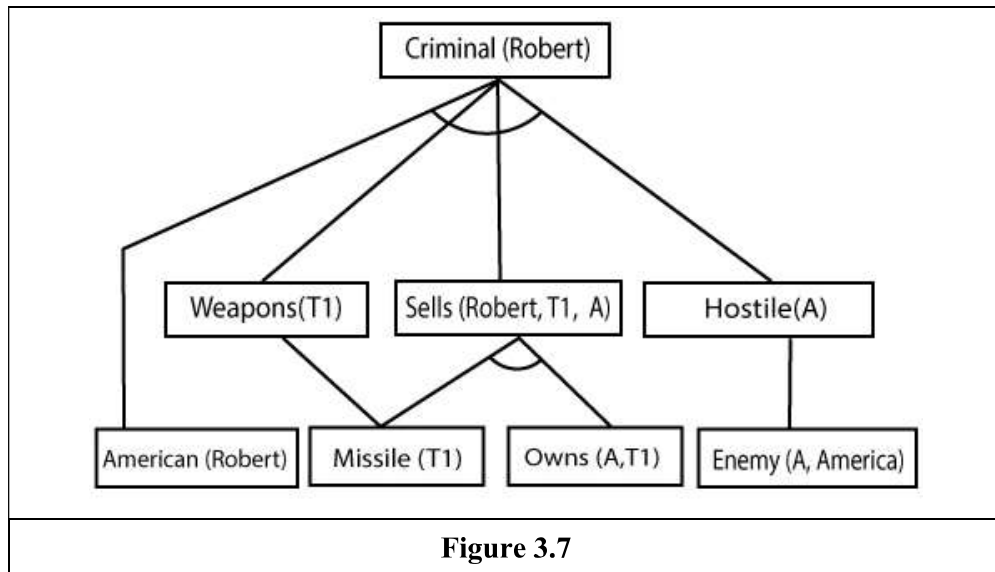 Criminal (Robert)
Weapons(T1)
Sells (Robert, T1, A)
Hostile(A)
American (Robert)
Missile (T1)
Owns (A,T1)
Enemy (A, America)
Figure 3.7